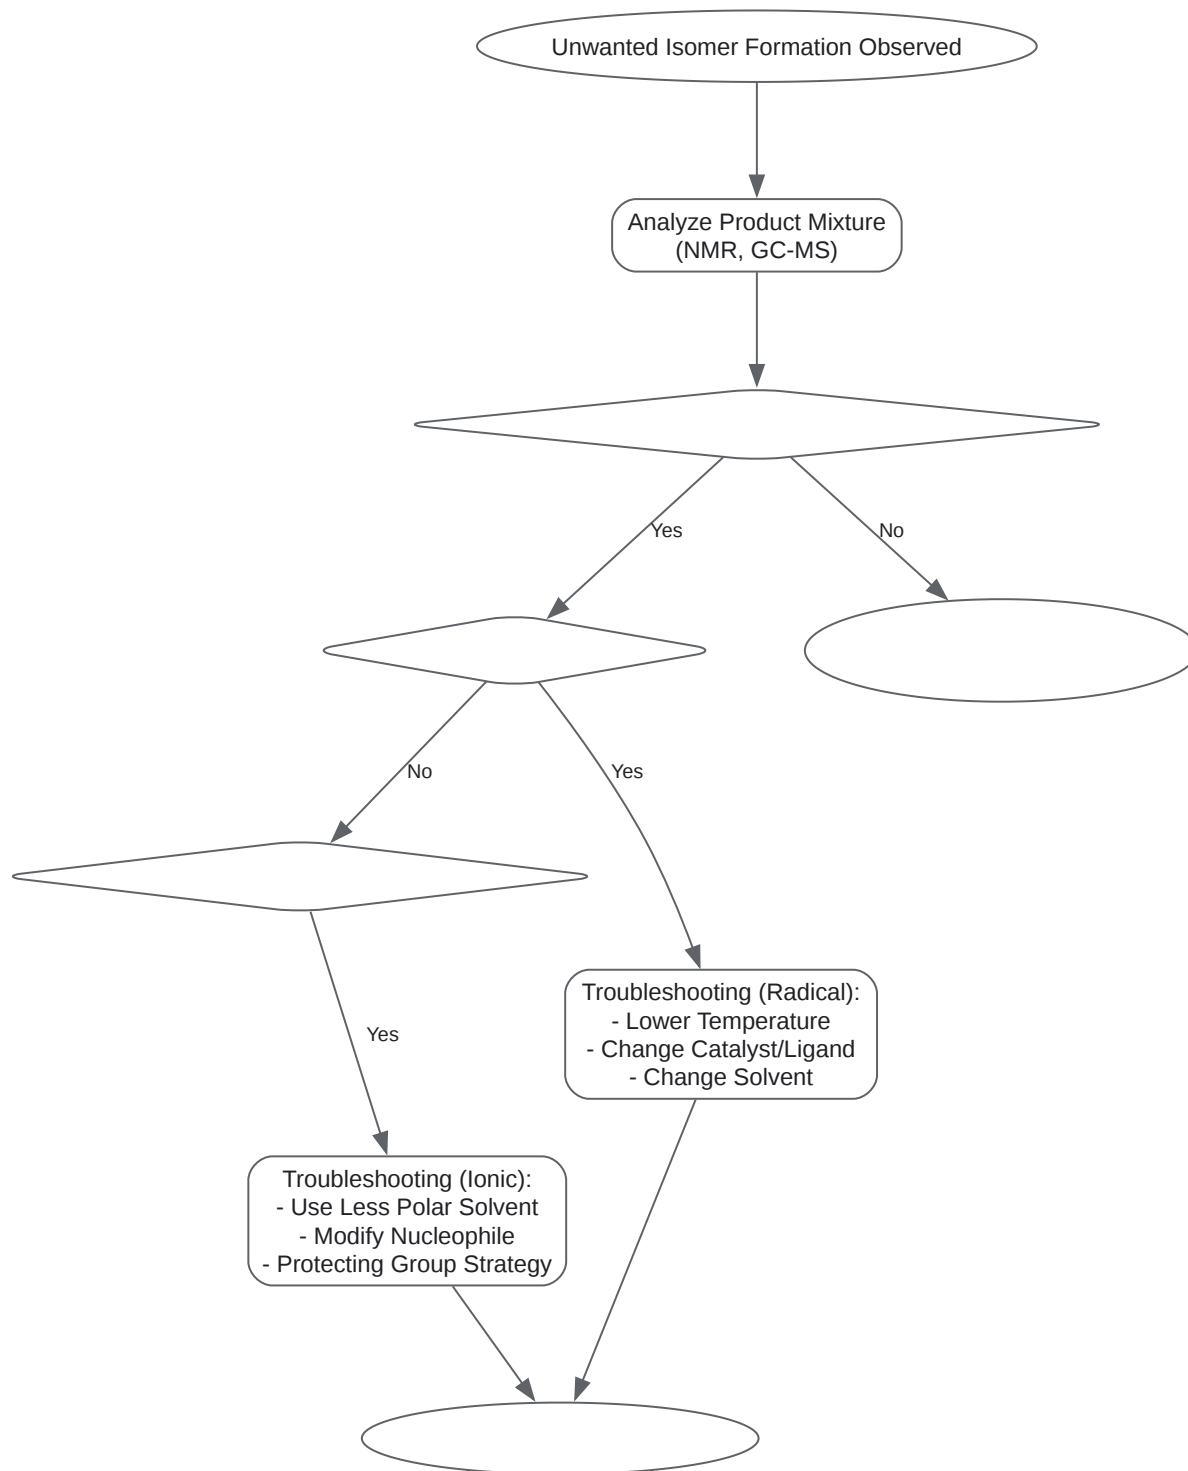 Unwanted Isomer Formation Observed
Analyze Product Mixture
(NMR, GC-MS)
Yes
No
No
Yes
Troubleshooting (Radical):
- Lower Temperature
- Change Catalyst/Ligand
- Change Solvent
Yes
Troubleshooting (Ionic):
- Use Less Polar Solvent
- Modify Nucleophile
- Protecting Group Strategy